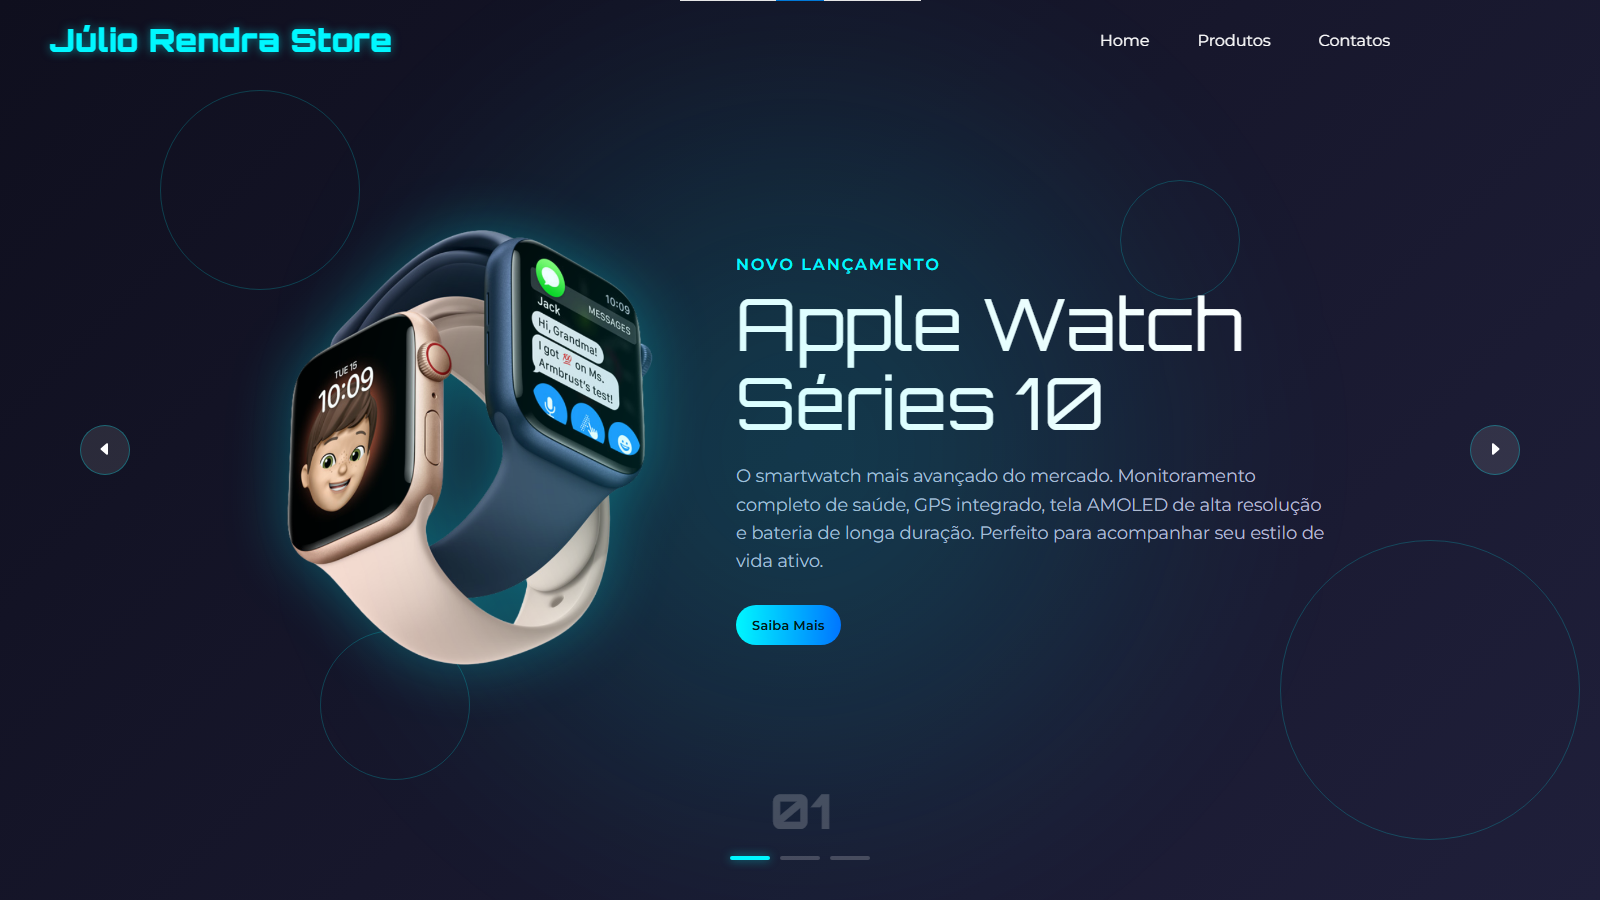 Júlio Rendra Store
Home
Produtos
Contatos
TUE 15
10:09
10:09
MESSAGES
Jack
Hi, Grandma!
I got 💯 on Ms.
Armbrust's test!
NOVO LANÇAMENTO
Apple Watch
Séries 10
O smartwatch mais avançado do mercado. Monitoramento
completo de saúde, GPS integrado, tela AMOLED de alta resolução
e bateria de longa duração. Perfeito para acompanhar seu estilo de
vida ativo.
Saiba Mais
01